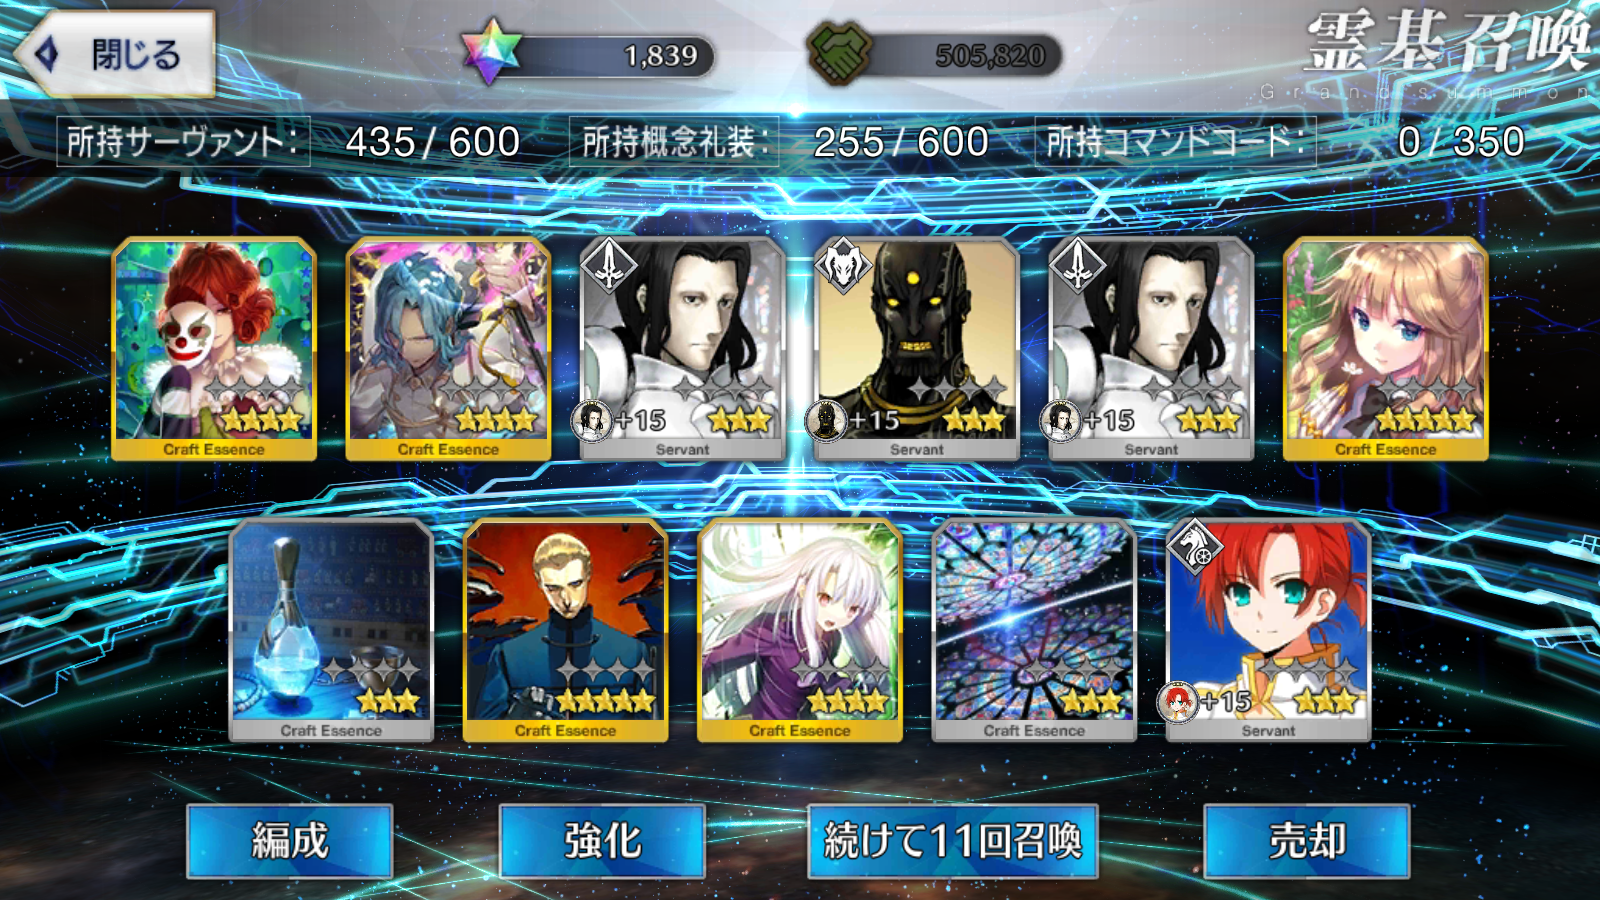 閉じる
1,839
505,820
霊基召喚
Grand summon
所持サーヴァント: 435 / 600
所持概念礼装: 255 / 600
所持コマンドコード: 0 / 350
+15
+15
+15
Craft Essence
Craft Essence
Servant
Servant
Servant
Craft Essence
+15
Craft Essence
Craft Essence
Craft Essence
Craft Essence
Servant
編成
強化
続けて11回召喚
売却